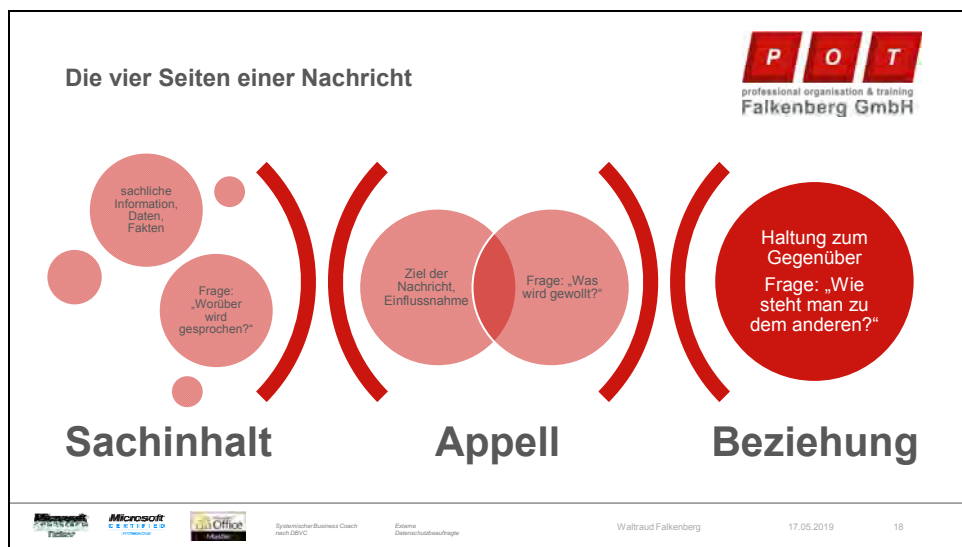 Die vier Seiten einer Nachricht
P O T
professional organisation & training
Falkenberg GmbH
sachliche
Information,
Daten,
Fakten
Frage:
„Worüber
wird
gesprochen?“
Ziel der
Nachricht,
Einflussnahme
Frage: „Was
wird gewollt?“
Haltung zum
Gegenüber
Frage: „Wie
steht man zu
dem anderen?“
Sachinhalt
Appell
Beziehung
Microsoft
Microsoft
CERTIFIED
Office
Systemischer Business Coach
nach DBVC
Externe
Datenschutzbeauftragte
Waltraud Falkenberg
17.05.2019
18